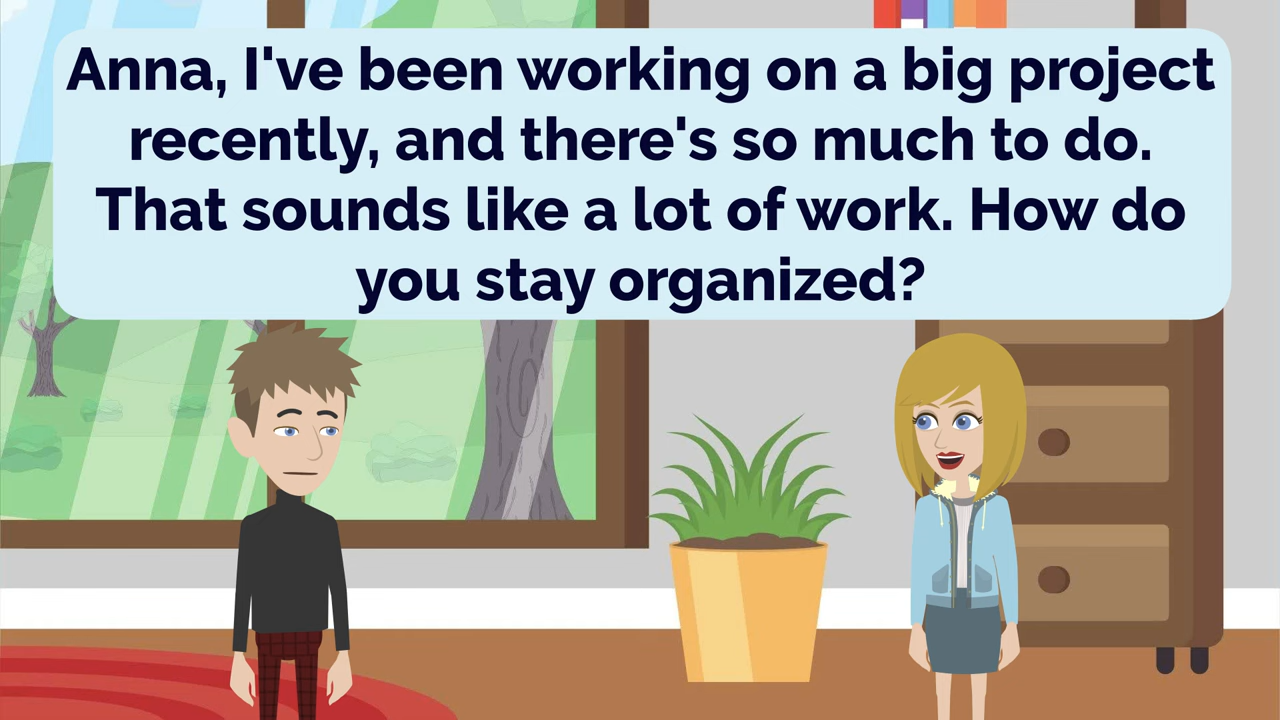 Anna, I've been working on a big project
recently, and there's so much to do.
That sounds like a lot of work. How do
you stay organized?